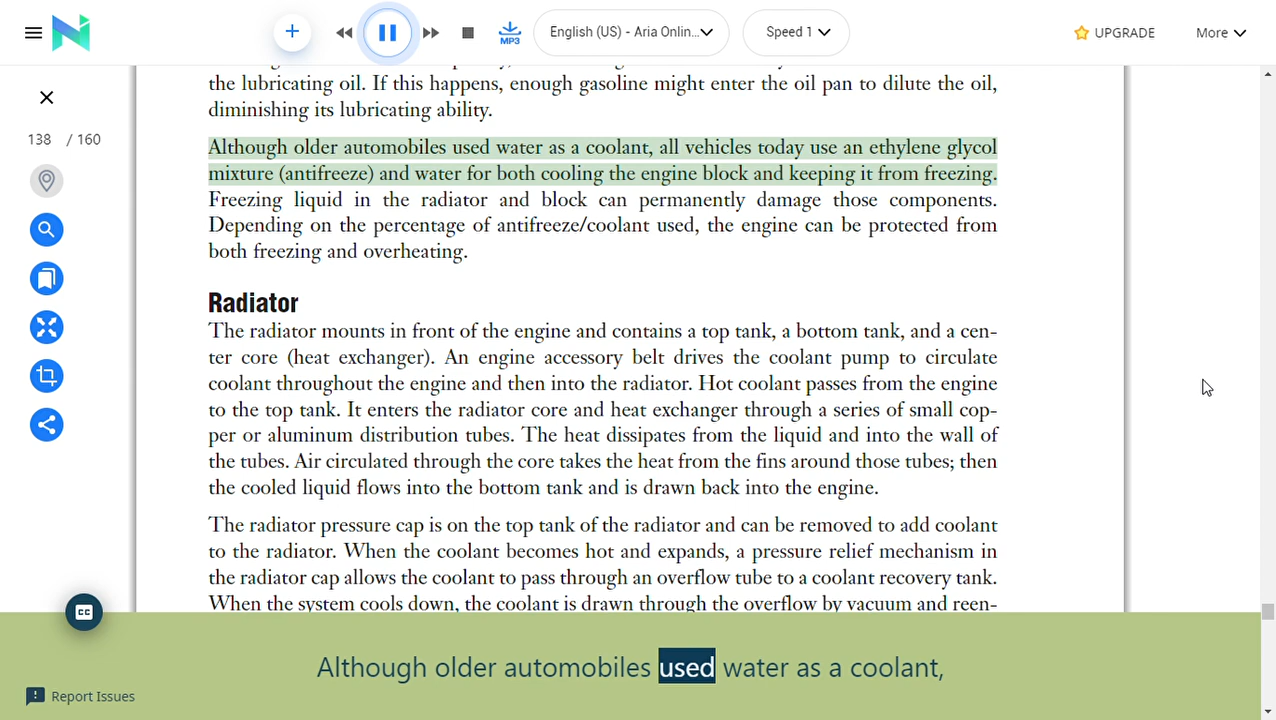 MP3
English (US) - Aria Onlin...
Speed 1
UPGRADE
More
138 / 160
the lubricating oil. If this happens, enough gasoline might enter the oil pan to dilute the oil,
diminishing its lubricating ability.
Although older automobiles used water as a coolant, all vehicles today use an ethylene glycol
mixture (antifreeze) and water for both cooling the engine block and keeping it from freezing.
Freezing liquid in the radiator and block can permanently damage those components.
Depending on the percentage of antifreeze/coolant used, the engine can be protected from
both freezing and overheating.
Radiator
The radiator mounts in front of the engine and contains a top tank, a bottom tank, and a cen-
ter core (heat exchanger). An engine accessory belt drives the coolant pump to circulate
coolant throughout the engine and then into the radiator. Hot coolant passes from the engine
to the top tank. It enters the radiator core and heat exchanger through a series of small cop-
per or aluminum distribution tubes. The heat dissipates from the liquid and into the wall of
the tubes. Air circulated through the core takes the heat from the fins around those tubes; then
the cooled liquid flows into the bottom tank and is drawn back into the engine.
The radiator pressure cap is on the top tank of the radiator and can be removed to add coolant
to the radiator. When the coolant becomes hot and expands, a pressure relief mechanism in
the radiator cap allows the coolant to pass through an overflow tube to a coolant recovery tank.
When the system cools down, the coolant is drawn through the overflow by vacuum and reen-
CC
Although older automobiles used water as a coolant,
Report Issues